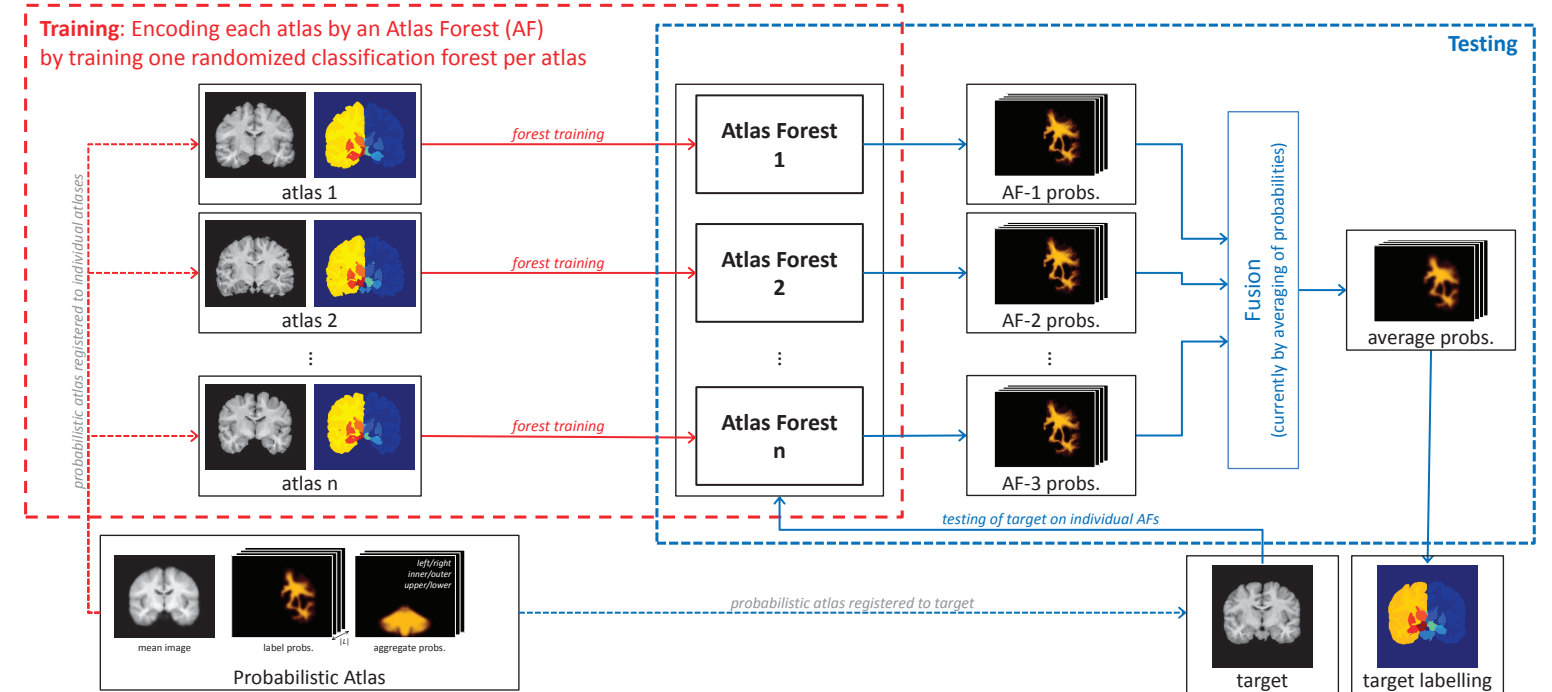 Training: Encoding each atlas by an Atlas Forest (AF)
by training one randomized classification forest per atlas
Testing
probabilistic atlas registered to individual atlases
atlas 1
forest training
Atlas Forest
1
AF-1 probs.
atlas 2
forest training
Atlas Forest
2
AF-2 probs.
...
...
...
atlas n
forest training
Atlas Forest
n
AF-3 probs.
Fusion
(currently by averaging of probabilities)
average probs.
testing of target on individual AFs
mean image
label probs.
|L|
left/right
inner/outer
upper/lower
aggregate probs.
Probabilistic Atlas
probabilistic atlas registered to target
target
target labelling